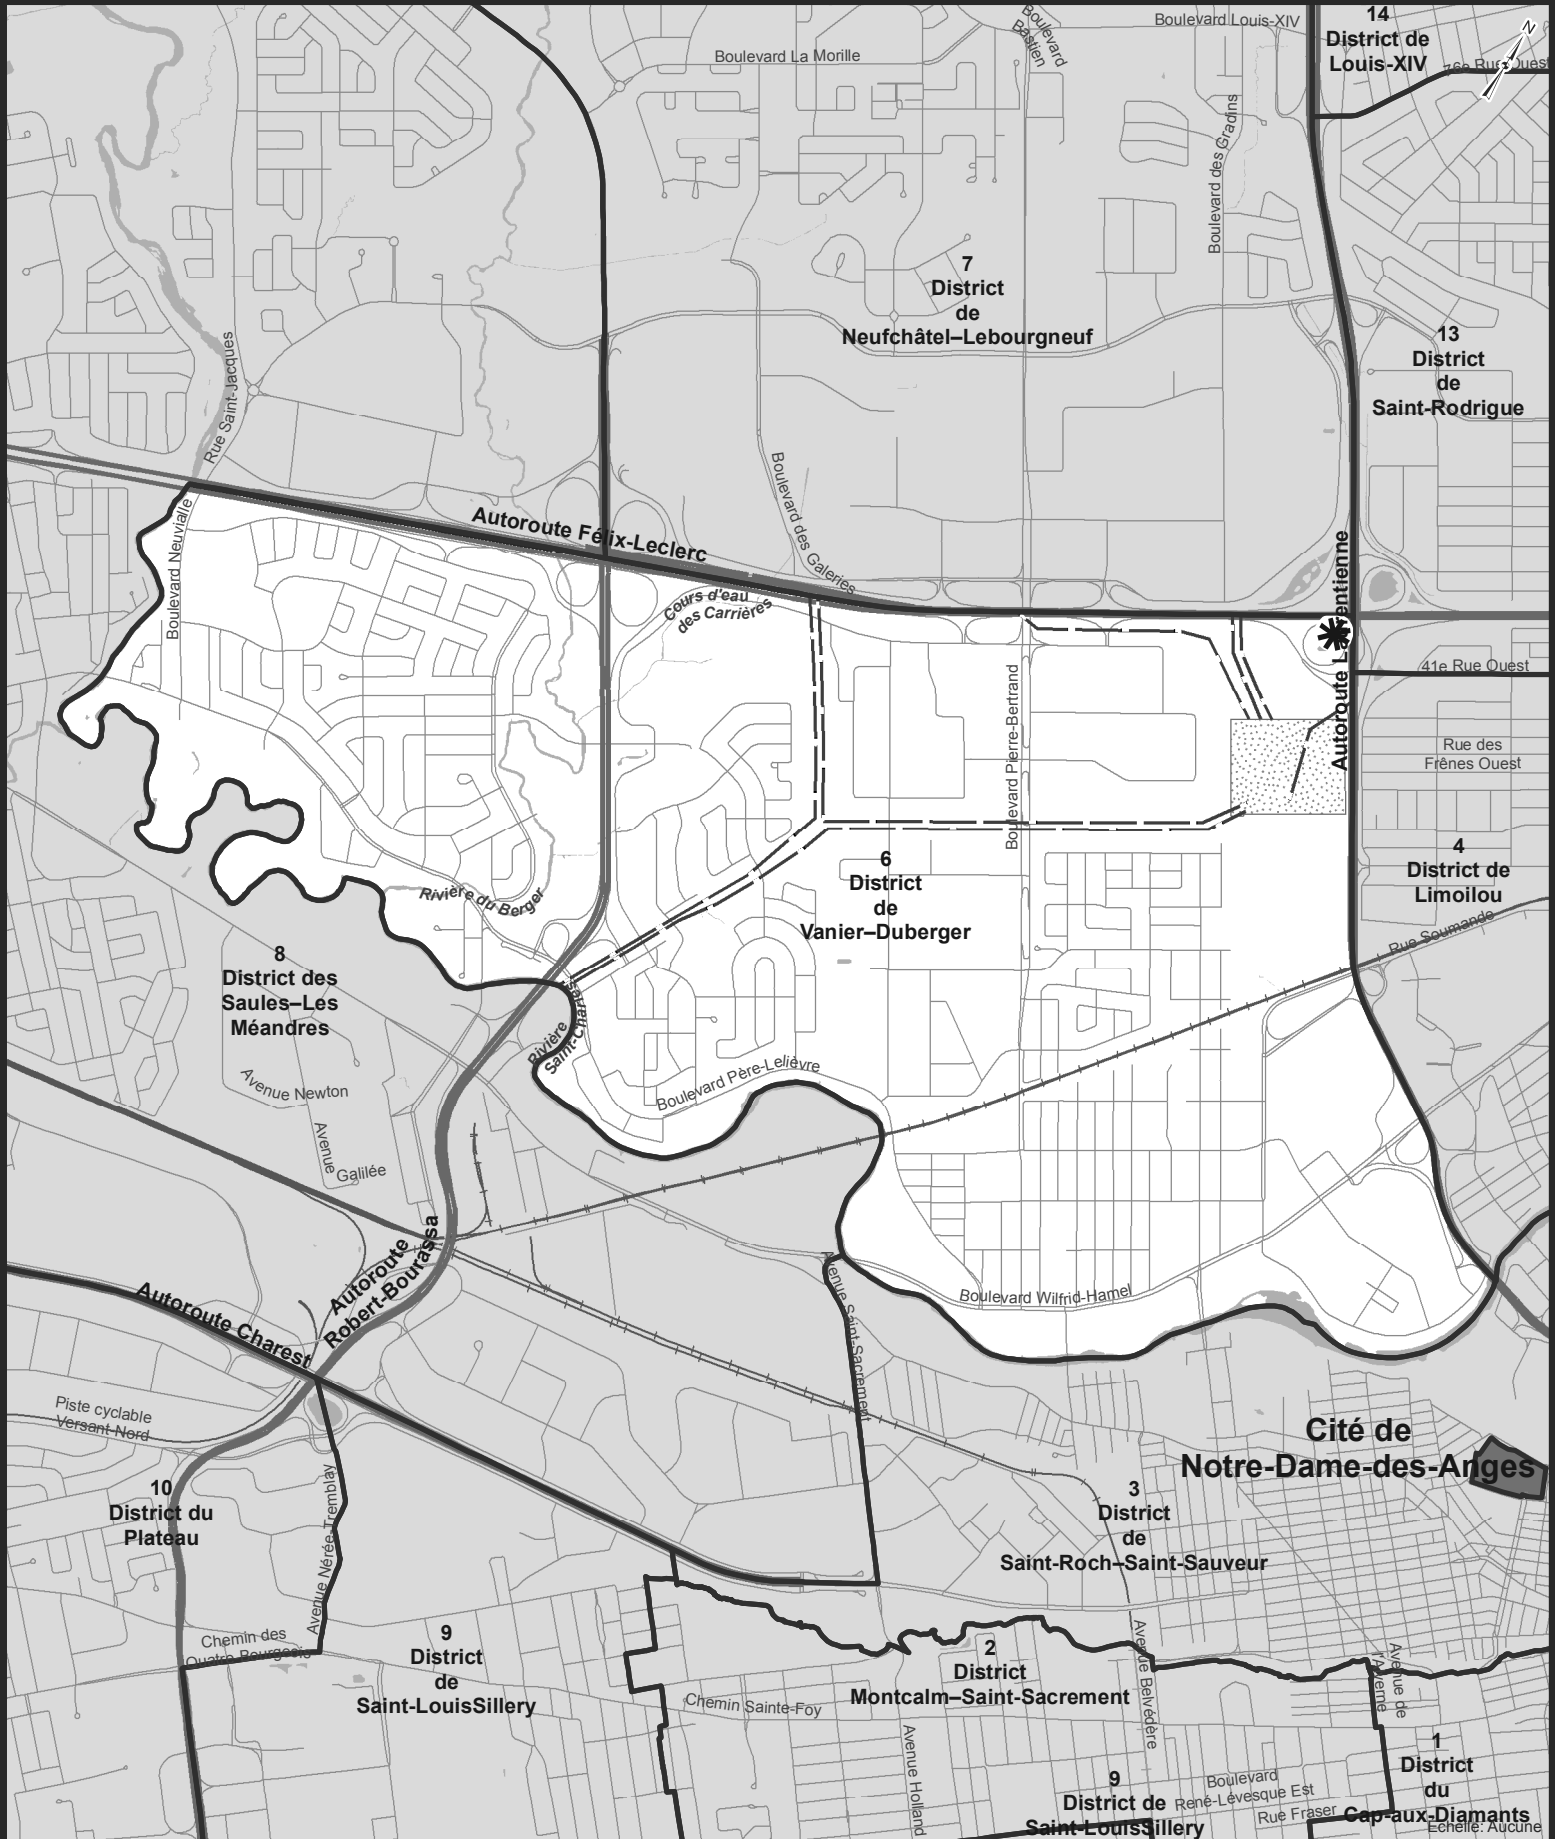 Boulevard Louis-XIV
14
District de
Louis-XIV
76e Rue Ouest
N
Boulevard
Bastien
Boulevard La Morille
Boulevard des Gradins
7
District
de
Neufchâtel–Lebourgneuf
13
District
de
Saint-Rodrigue
Rue Saint-Jacques
Boulevard des Galeries
Autoroute Félix-Leclerc
Boulevard Neuvialle
Cours d'eau
des Carrières
Autoroute Laurentienne
41e Rue Ouest
Boulevard Pierre-Bertrand
Rue des
Frênes Ouest
6
District
de
Vanier–Duberger
4
District de
Limoilou
Rivière du Berger
Rue Soumande
8
District des
Saules–Les
Méandres
Rivière
Saint-Charles
Avenue Newton
Boulevard Père-Lelièvre
Avenue
Galilée
Autoroute
Robert-Bourassa
Autoroute Charest
Avenue Saint-Sacrement
Boulevard Wilfrid-Hamel
Piste cyclable
Versant-Nord
Cité de
Notre-Dame-des-Anges
10
District du
Plateau
Avenue Nérée-Tremblay
3
District
de
Saint-Roch–Saint-Sauveur
Chemin des
Quatre-Bourgeois
9
District
de
Saint-LouisSillery
2
District
Montcalm–Saint-Sacrement
Chemin Sainte-Foy
Avenue Holland
Avenue Belvédère
Avenue de
l'Averne
1
District
du
Cap-aux-Diamants
9
District de
Saint-LouisSillery
Boulevard
René-Lévesque Est
Rue Fraser
Échelle: Aucune